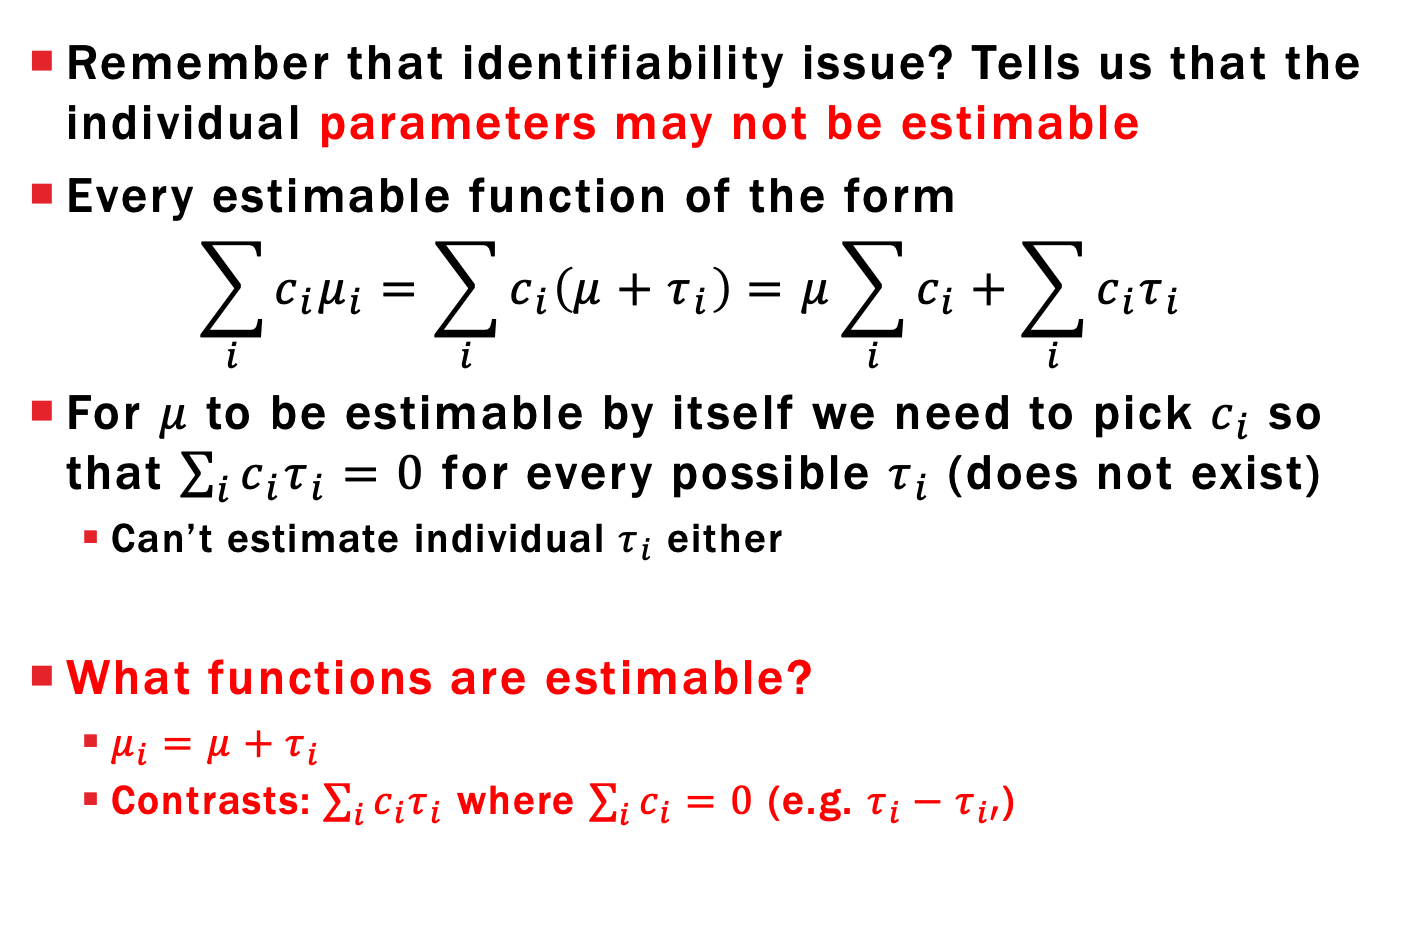 ▪ Remember that identifiability issue? Tells us that the
individual parameters may not be estimable
▪ Every estimable function of the form
∑_i c_i μ_i = ∑_i c_i(μ + τ_i) = μ ∑_i c_i + ∑_i c_i τ_i
▪ For μ to be estimable by itself we need to pick c_i so
that ∑_i c_i τ_i = 0 for every possible τ_i (does not exist)
▪ Can’t estimate individual τ_i either
▪ What functions are estimable?
▪ μ_i = μ + τ_i
▪ Contrasts: ∑_i c_i τ_i where ∑_i c_i = 0 (e.g. τ_i − τ_i′)